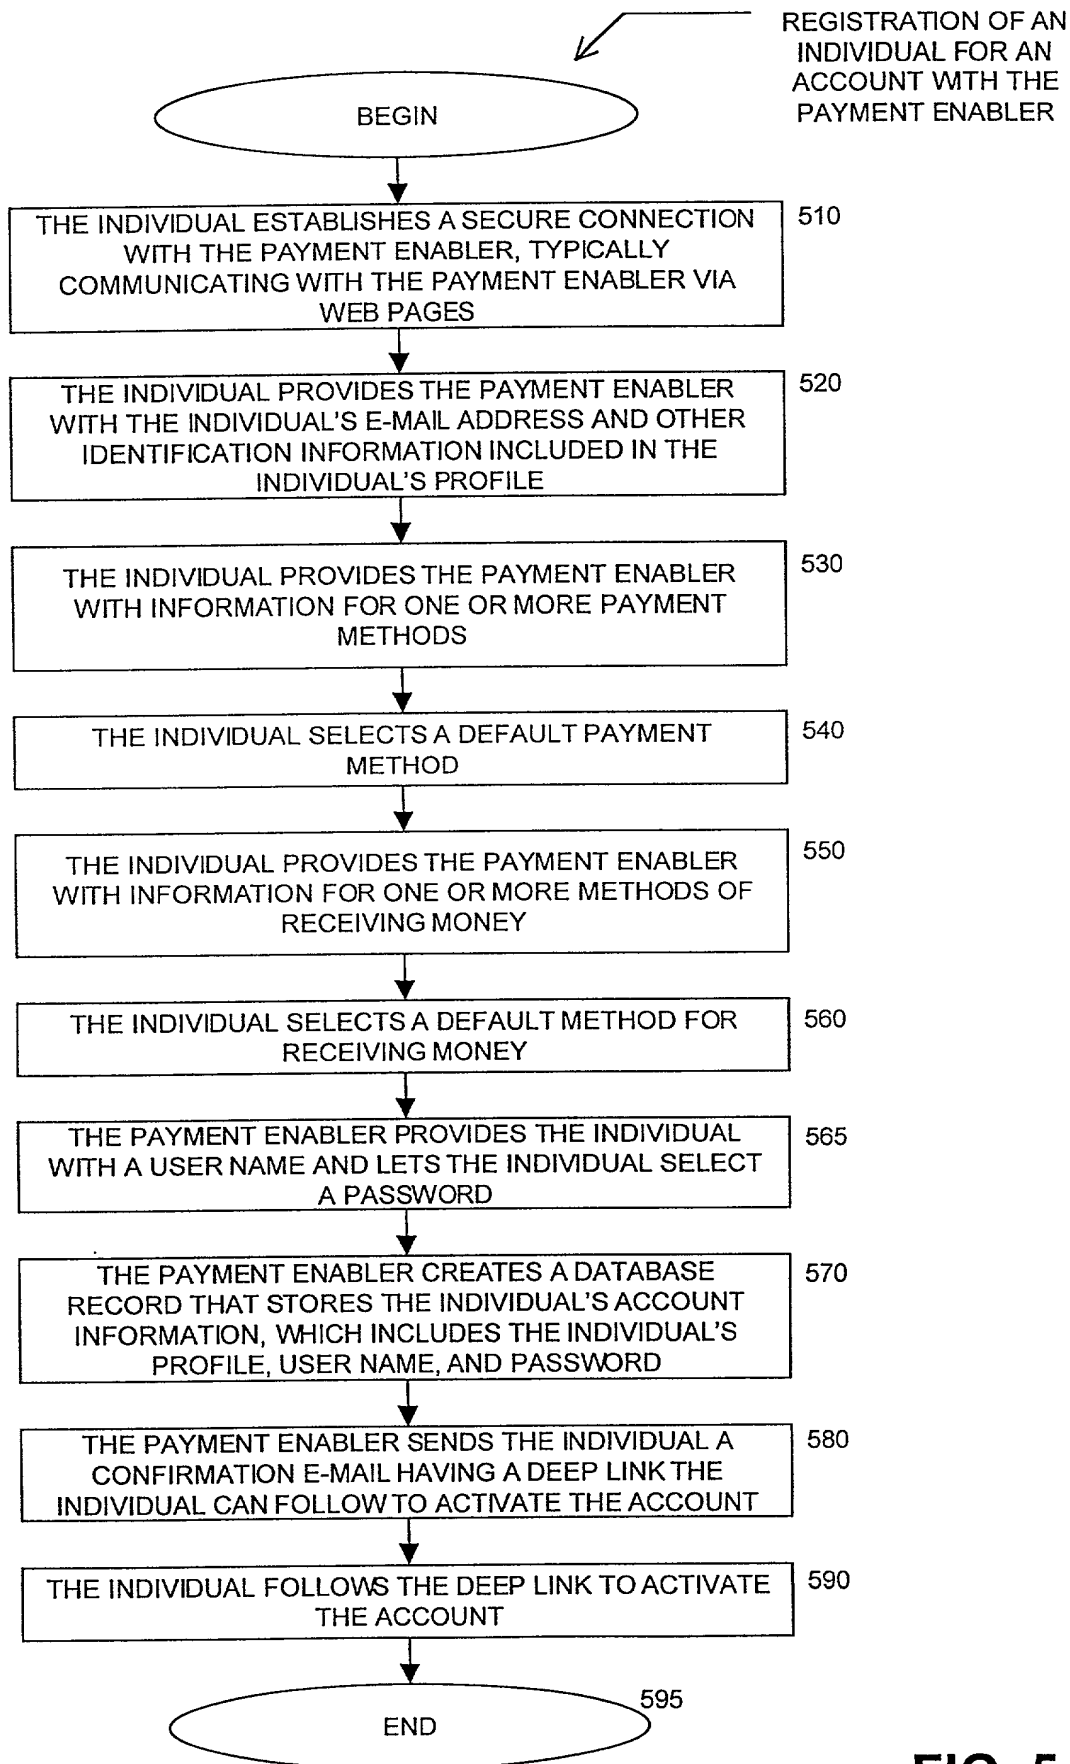 REGISTRATION OF AN
INDIVIDUAL FOR AN
ACCOUNT WITH THE
PAYMENT ENABLER
BEGIN
510
THE INDIVIDUAL ESTABLISHES A SECURE CONNECTION
WITH THE PAYMENT ENABLER, TYPICALLY
COMMUNICATING WITH THE PAYMENT ENABLER VIA
WEB PAGES
520
THE INDIVIDUAL PROVIDES THE PAYMENT ENABLER
WITH THE INDIVIDUAL'S E-MAIL ADDRESS AND OTHER
IDENTIFICATION INFORMATION INCLUDED IN THE
INDIVIDUAL'S PROFILE
530
THE INDIVIDUAL PROVIDES THE PAYMENT ENABLER
WITH INFORMATION FOR ONE OR MORE PAYMENT
METHODS
540
THE INDIVIDUAL SELECTS A DEFAULT PAYMENT
METHOD
550
THE INDIVIDUAL PROVIDES THE PAYMENT ENABLER
WITH INFORMATION FOR ONE OR MORE METHODS OF
RECEIVING MONEY
560
THE INDIVIDUAL SELECTS A DEFAULT METHOD FOR
RECEIVING MONEY
565
THE PAYMENT ENABLER PROVIDES THE INDIVIDUAL
WITH A USER NAME AND LETS THE INDIVIDUAL SELECT
A PASSWORD
570
THE PAYMENT ENABLER CREATES A DATABASE
RECORD THAT STORES THE INDIVIDUAL'S ACCOUNT
INFORMATION, WHICH INCLUDES THE INDIVIDUAL'S
PROFILE, USER NAME, AND PASSWORD
580
THE PAYMENT ENABLER SENDS THE INDIVIDUAL A
CONFIRMATION E-MAIL HAVING A DEEP LINK THE
INDIVIDUAL CAN FOLLOW TO ACTIVATE THE ACCOUNT
590
THE INDIVIDUAL FOLLOWS THE DEEP LINK TO ACTIVATE
THE ACCOUNT
595
END
FIG. 5